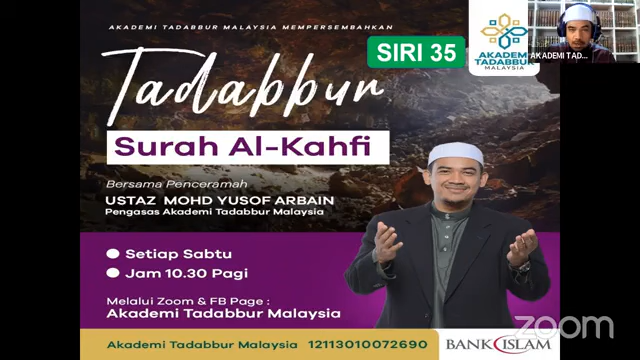 AKADEMI TADABBUR MALAYSIA MEMPERSEMBAHKAN
SIRI 35
AKADEMI
TADABBUR
MALAYSIA
AKADEMI TAD...
Tadabbur
Surah Al-Kahfi
Bersama Penceramah
USTAZ MOHD YUSOF ARBAIN
Pengasas Akademi Tadabbur Malaysia
Setiap Sabtu
Jam 10.30 Pagi
Melalui Zoom & FB Page :
Akademi Tadabbur Malaysia
Akademi Tadabbur Malaysia 12113010072690
BANK ISLAM
zoom